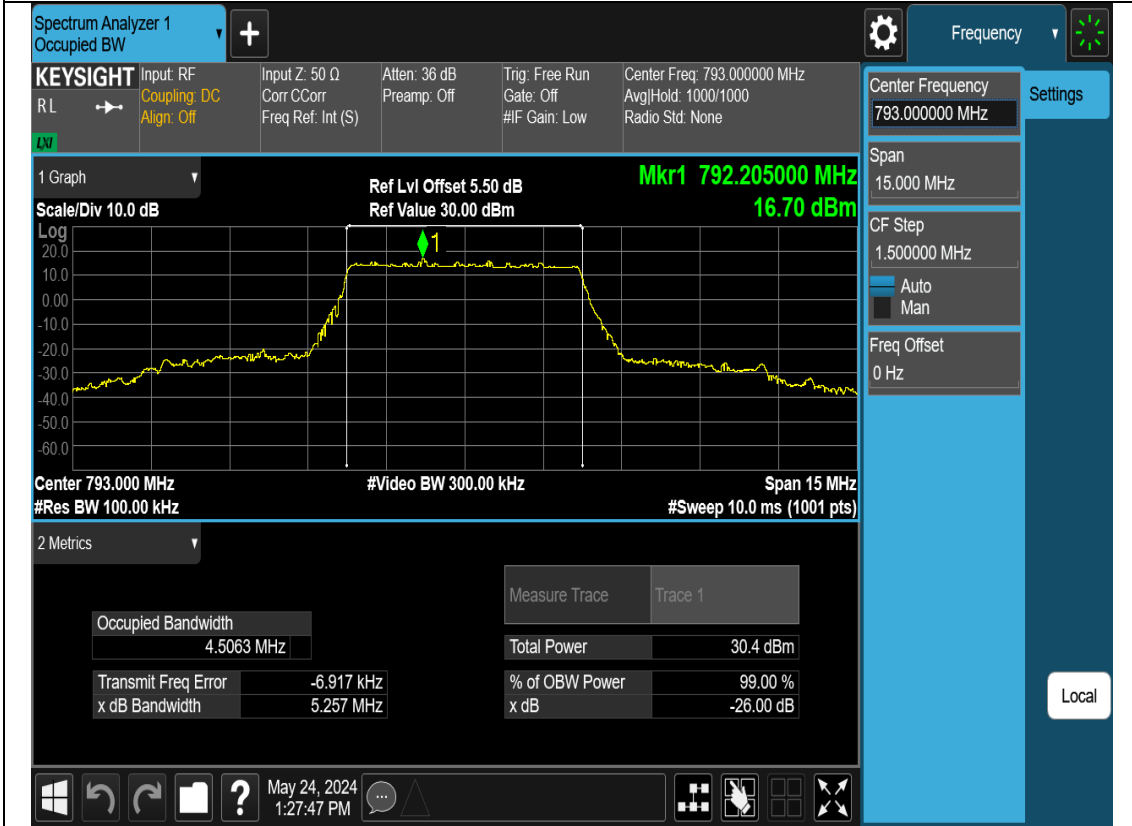 Spectrum Analyzer 1
Occupied BW
Frequency
KEYSIGHT
RL
LXI
Input: RF
Coupling: DC
Align: Off
Input Z: 50 Ω
Corr CCorr
Freq Ref: Int (S)
Atten: 36 dB
Preamp: Off
Trig: Free Run
Gate: Off
#IF Gain: Low
Center Freq: 793.000000 MHz
Avg|Hold: 1000/1000
Radio Std: None
Center Frequency
793.000000 MHz
Settings
Span
15.000 MHz
CF Step
1.500000 MHz
Auto
Man
Freq Offset
0 Hz
Local
1 Graph
Scale/Div 10.0 dB
Ref Lvl Offset 5.50 dB
Ref Value 30.00 dBm
Mkr1 792.205000 MHz
16.70 dBm
Log
20.0
10.0
0.00
-10.0
-20.0
-30.0
-40.0
-50.0
-60.0
1
Center 793.000 MHz
#Video BW 300.00 kHz
Span 15 MHz
#Res BW 100.00 kHz
#Sweep 10.0 ms (1001 pts)
2 Metrics
Measure Trace
Trace 1
Occupied Bandwidth
4.5063 MHz
Total Power
30.4 dBm
Transmit Freq Error
-6.917 kHz
% of OBW Power
99.00 %
x dB Bandwidth
5.257 MHz
x dB
-26.00 dB
?
May 24, 2024
1:27:47 PM